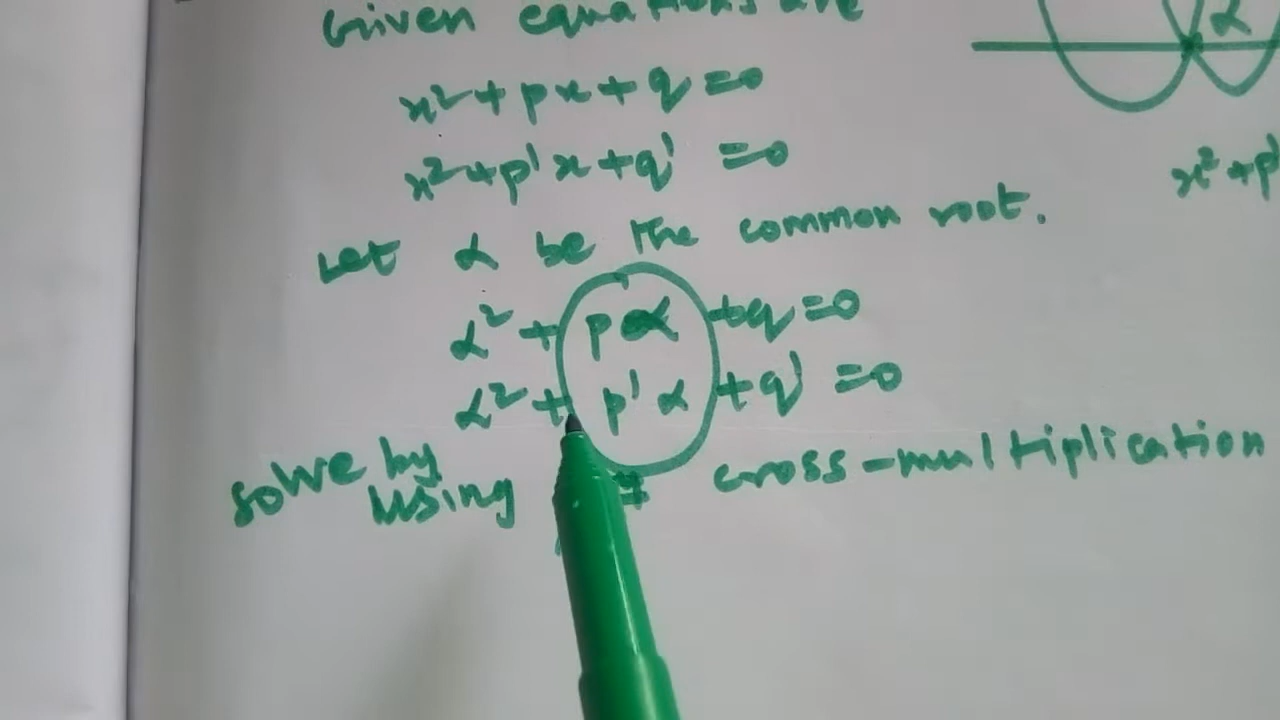 Given equations are
x² + px + q = 0
x² + p'x + q' = 0
Let α be the common root.
α² + pα + q = 0
α² + p'α + q' = 0
solve by
using cross-multiplication
α
x² + p'